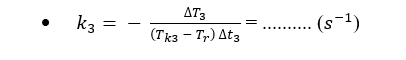 • k₃ = − ΔT₃ / (Tₖ₃ − Tᵣ) Δt₃ = .......... (s⁻¹)